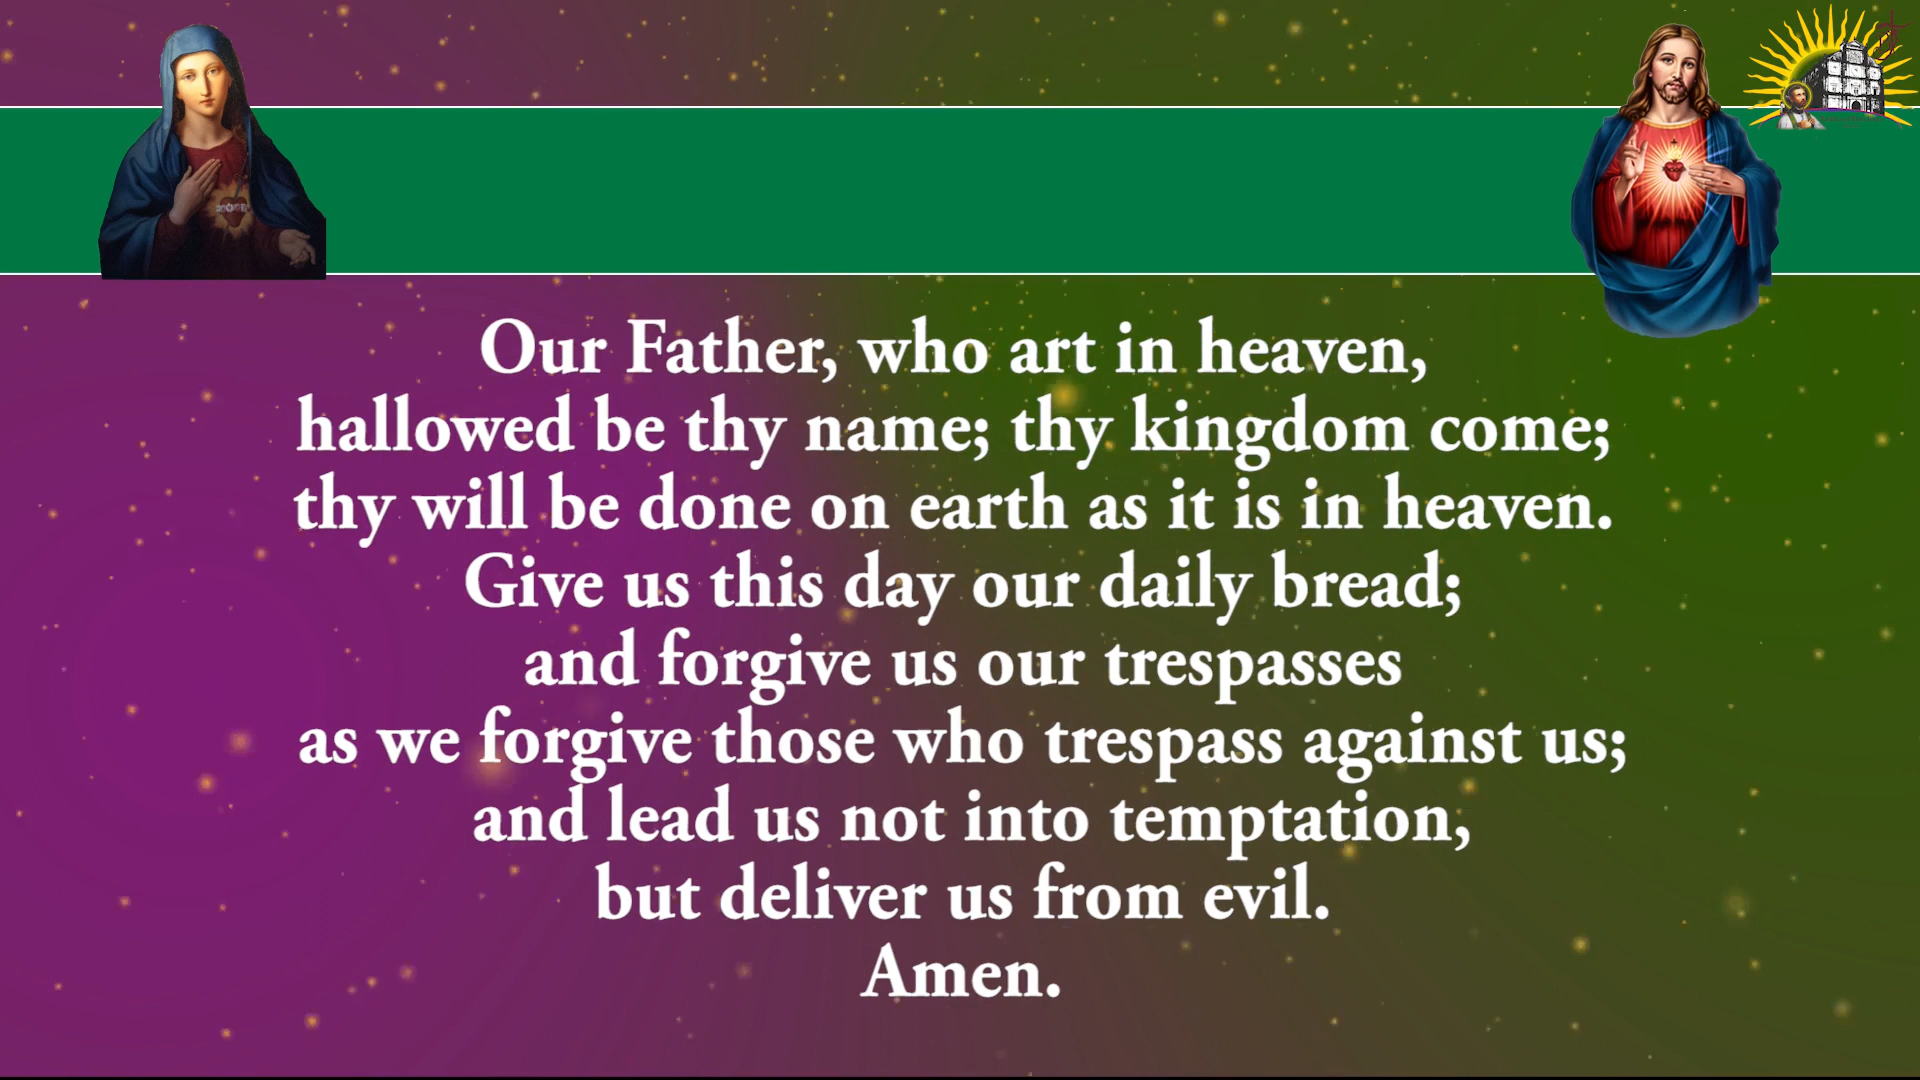 Our Father, who art in heaven,
hallowed be thy name; thy kingdom come;
thy will be done on earth as it is in heaven.
Give us this day our daily bread;
and forgive us our trespasses
as we forgive those who trespass against us;
and lead us not into temptation,
but deliver us from evil.
Amen.